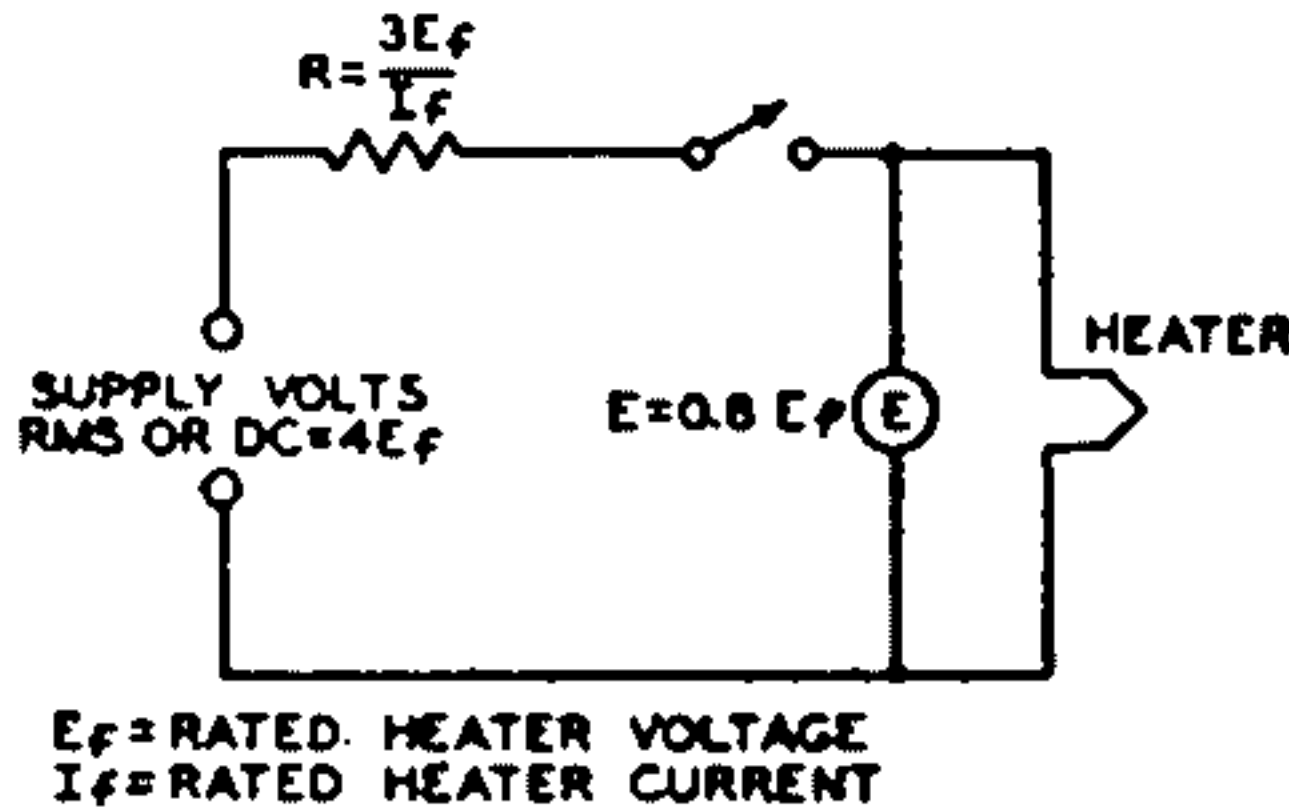 R = 3Ef
If
HEATER
SUPPLY VOLTS
RMS OR DC=4Ef
E=0.8 Ef
E
Ef = RATED. HEATER VOLTAGE
If = RATED HEATER CURRENT